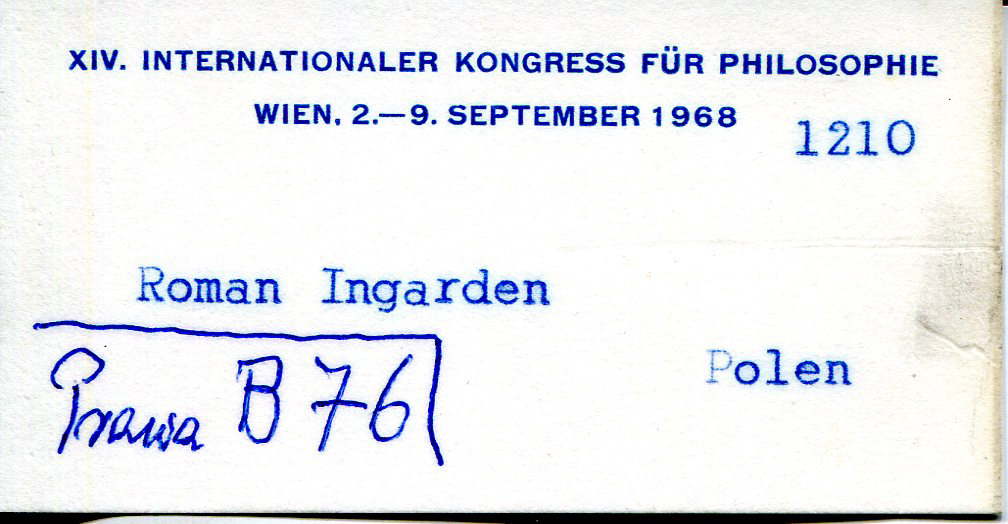 XIV. INTERNATIONALER KONGRESS FÜR PHILOSOPHIE
WIEN, 2.—9. SEPTEMBER 1968
1210
Roman Ingarden
Polen
Prawa B 76